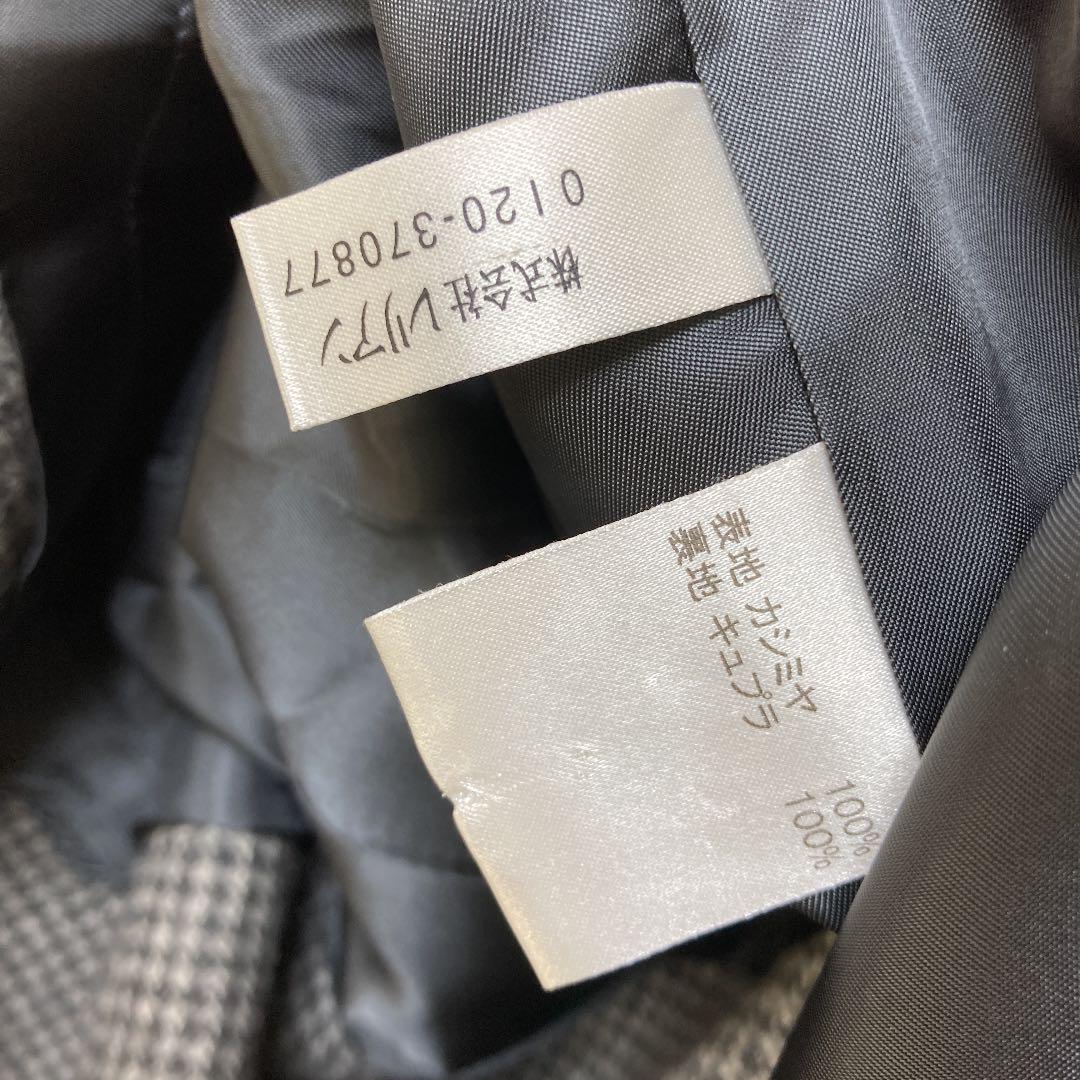 株式会社レリアン
0120-370877
表地 カシミヤ 100%
裏地 キュプラ 100%